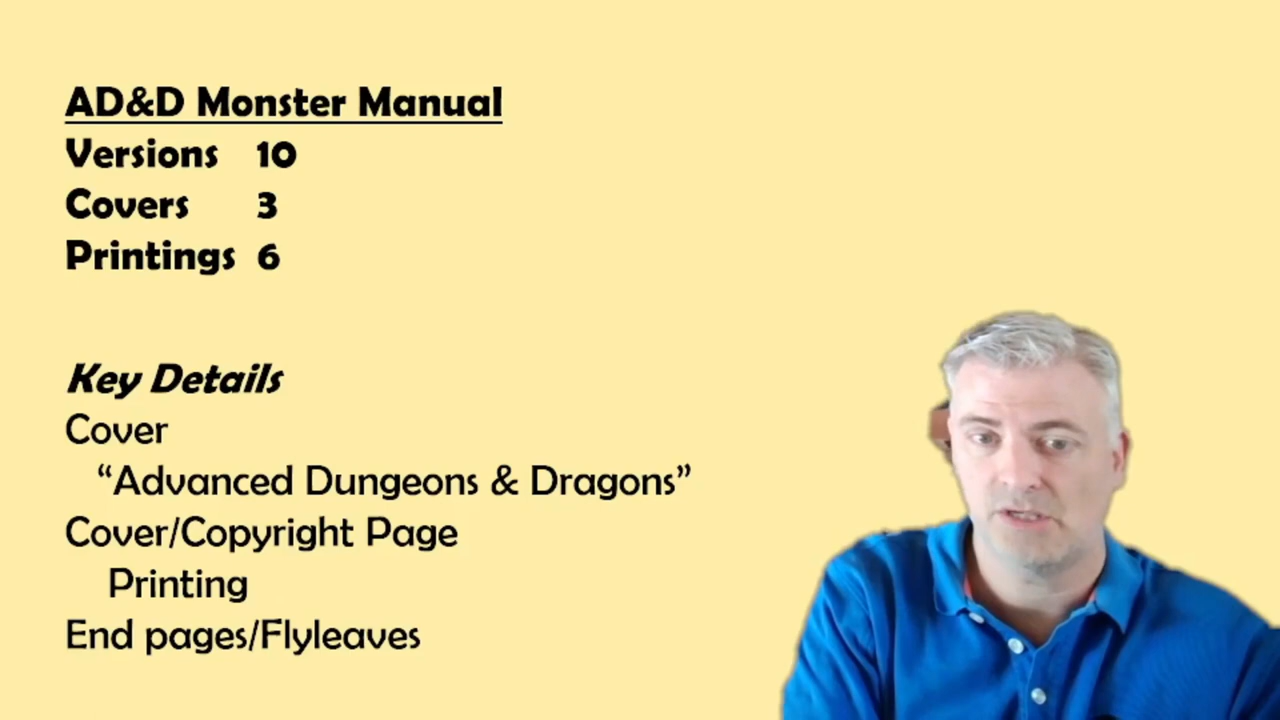 AD&D Monster Manual
Versions 10
Covers 3
Printings 6
Key Details
Cover
“Advanced Dungeons & Dragons”
Cover/Copyright Page
Printing
End pages/Flyleaves